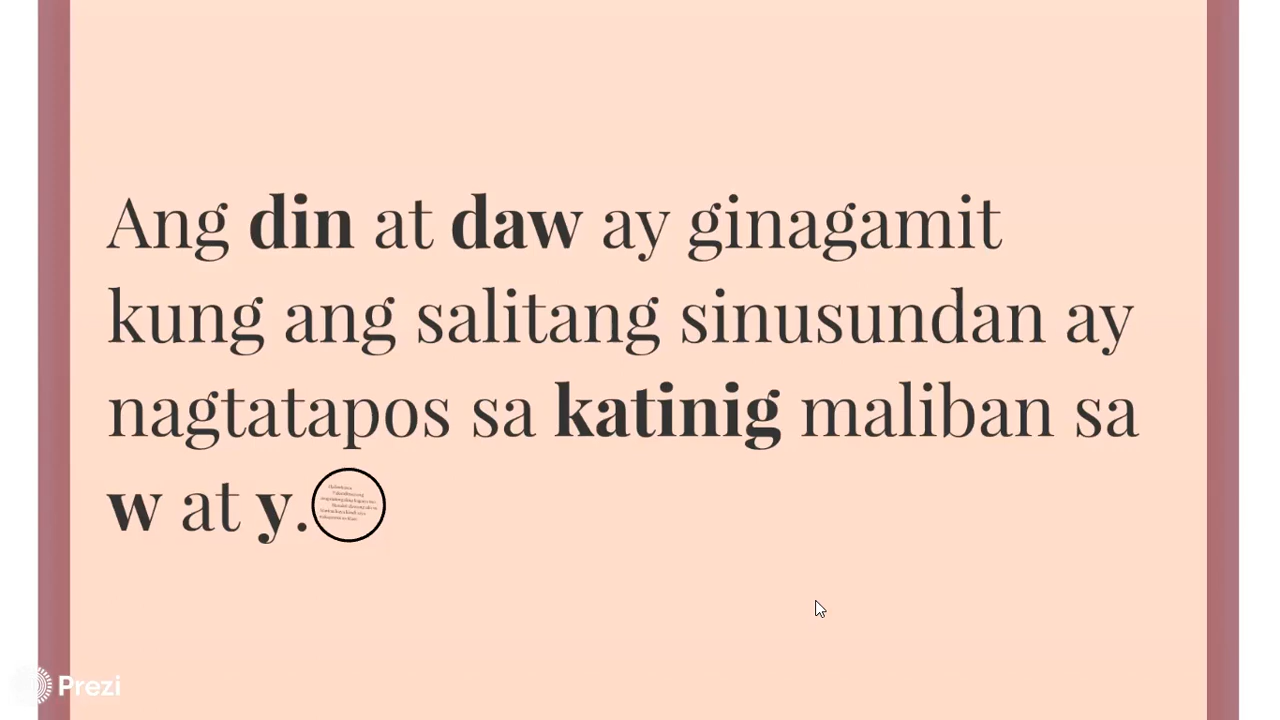 Ang din at daw ay ginagamit
kung ang salitang sinusundan ay
nagtatapos sa katinig maliban sa
w at y.
Prezi